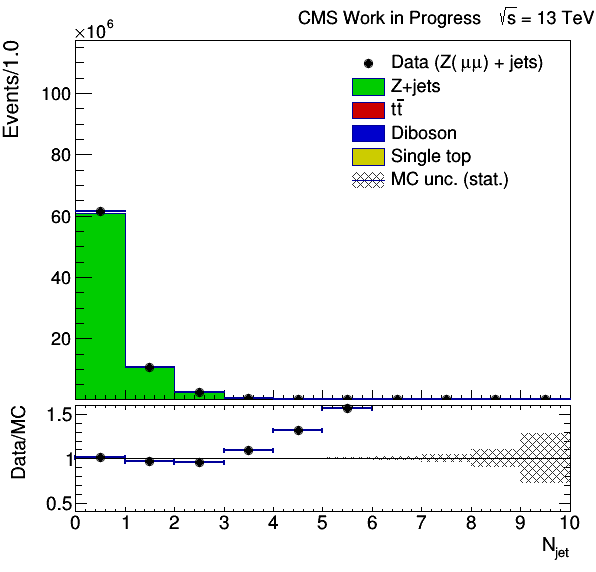 CMS Work in Progress √s = 13 TeV
×10⁶
Events/1.0
100
80
60
40
20
Data (Z(μμ) + jets)
Z+jets
tt̄
Diboson
Single top
MC unc. (stat.)
Data/MC
1.5
1
0.5
0 1 2 3 4 5 6 7 8 9 10
N_jet